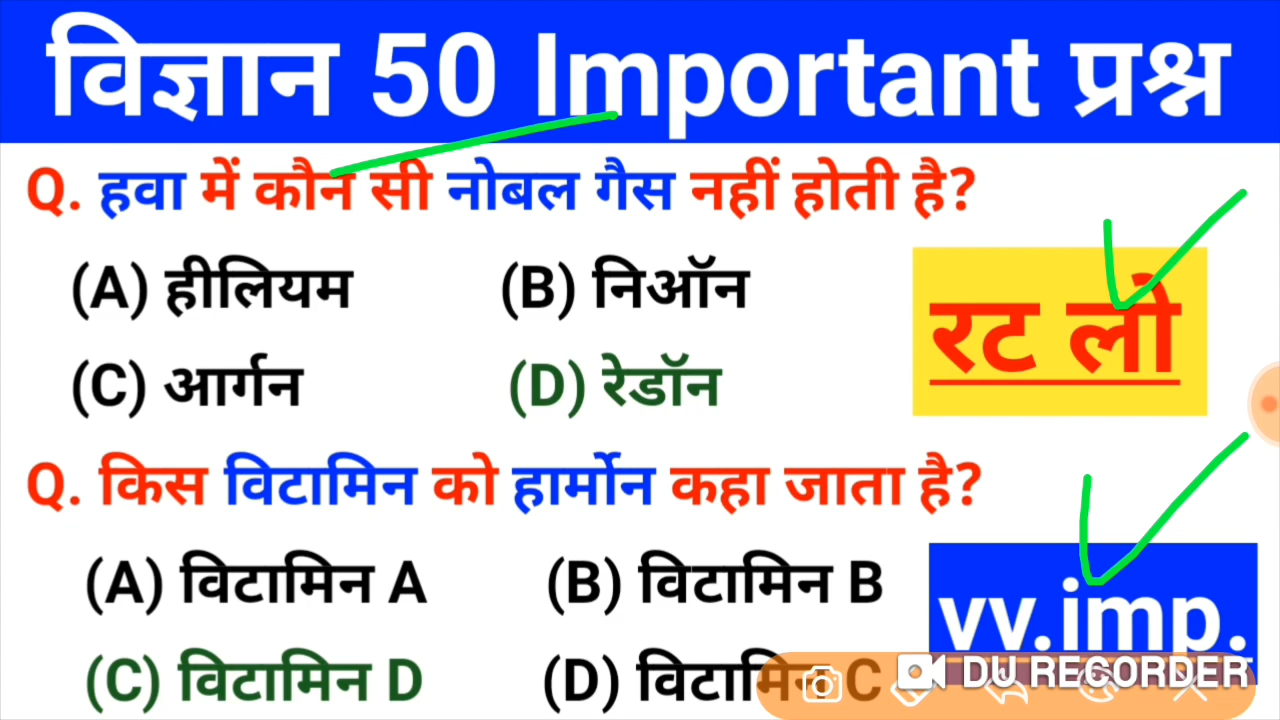 विज्ञान 50 Important प्रश्न
Q. हवा में कौन सी नोबल गैस नहीं होती है?
(A) हीलियम (B) निऑन
(C) आर्गन (D) रेडॉन
रट लो
Q. किस विटामिन को हार्मोन कहा जाता है?
(A) विटामिन A (B) विटामिन B
(C) विटामिन D (D) विटामिन C
vv.imp.
DU RECORDER